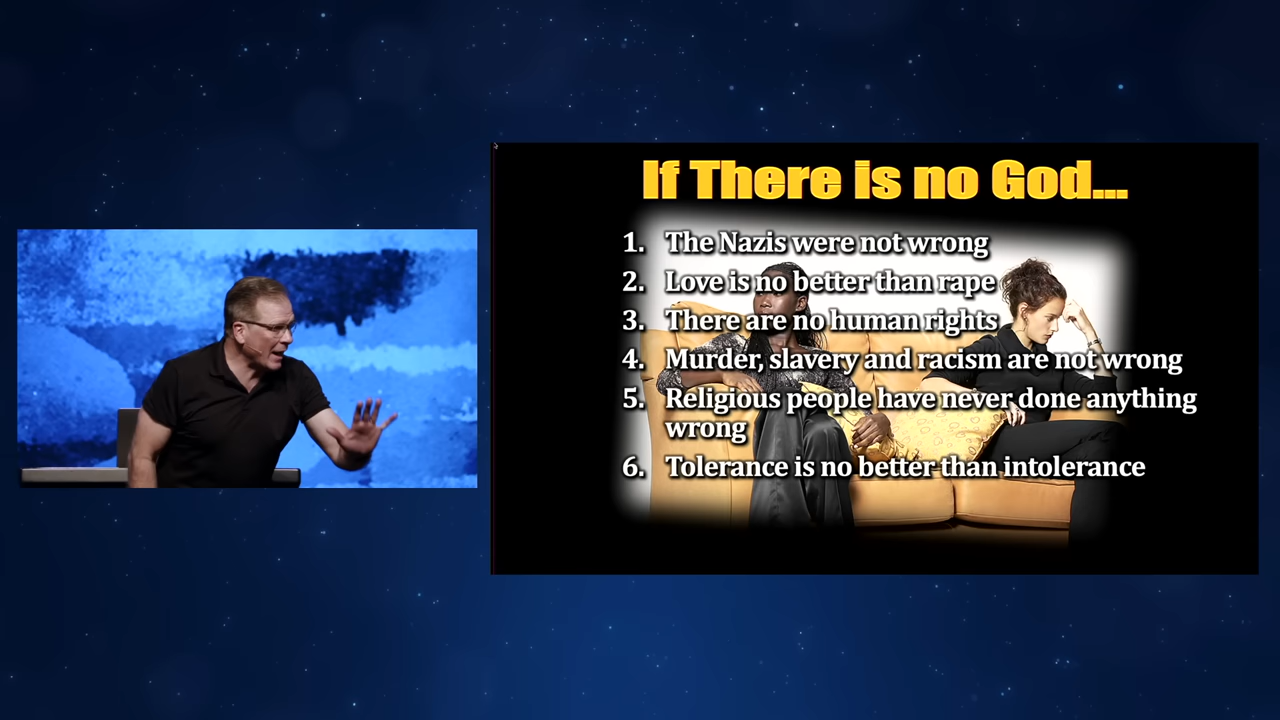 If There is no God...
1. The Nazis were not wrong
2. Love is no better than rape
3. There are no human rights
4. Murder, slavery and racism are not wrong
5. Religious people have never done anything
wrong
6. Tolerance is no better than intolerance